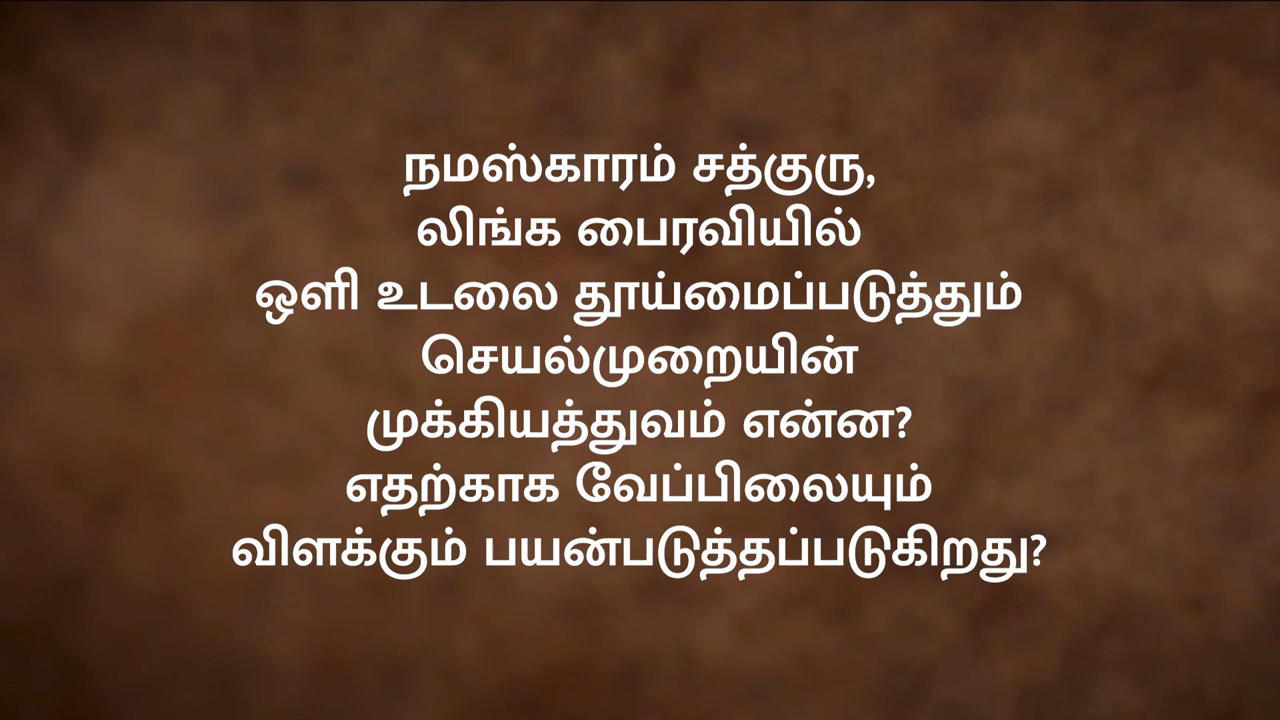 நமஸ்காரம் சத்குரு,
லிங்க பைரவியில்
ஒளி உடலை தூய்மைப்படுத்தும்
செயல்முறையின்
முக்கியத்துவம் என்ன?
எதற்காக வேப்பிலையும்
விளக்கும் பயன்படுத்தப்படுகிறது?